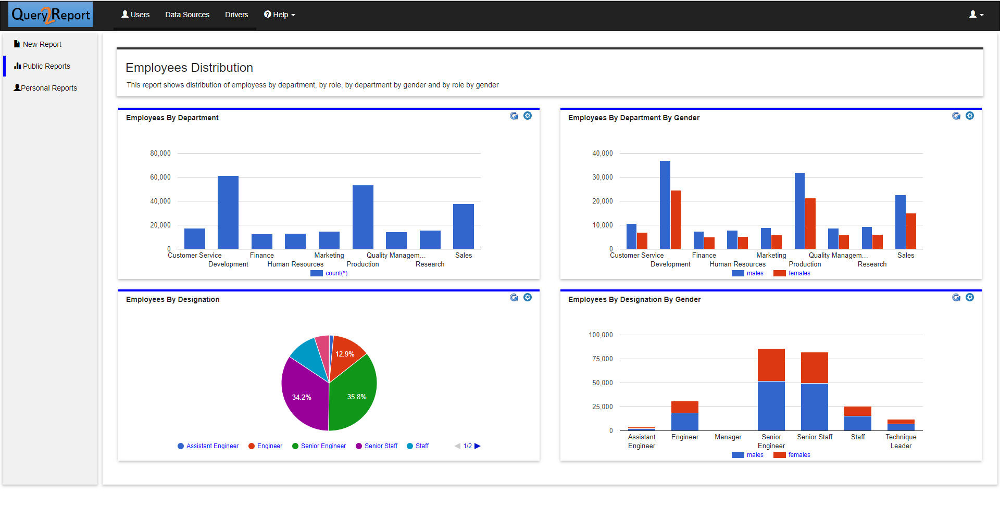 Query2Report
Users Data Sources Drivers Help
New Report
Public Reports
Personal Reports
Employees Distribution
This report shows distribution of employess by department, by role, by department by gender and by role by gender
Employees By Department
80,000
60,000
40,000
20,000
0
Customer Service Finance Marketing Quality Managem... Sales
Development Human Resources Production Research
count(*)
Employees By Department By Gender
40,000
30,000
20,000
10,000
0
Customer Service Finance Marketing Quality Managem... Sales
Development Human Resources Production Research
males females
Employees By Designation
12.9%
34.2% 35.8%
Assistant Engineer Engineer Senior Engineer Senior Staff Staff 1/2
Employees By Designation By Gender
100,000
75,000
50,000
25,000
0
Assistant Engineer Manager Senior Senior Staff Staff Technique
Engineer Engineer Leader
males females